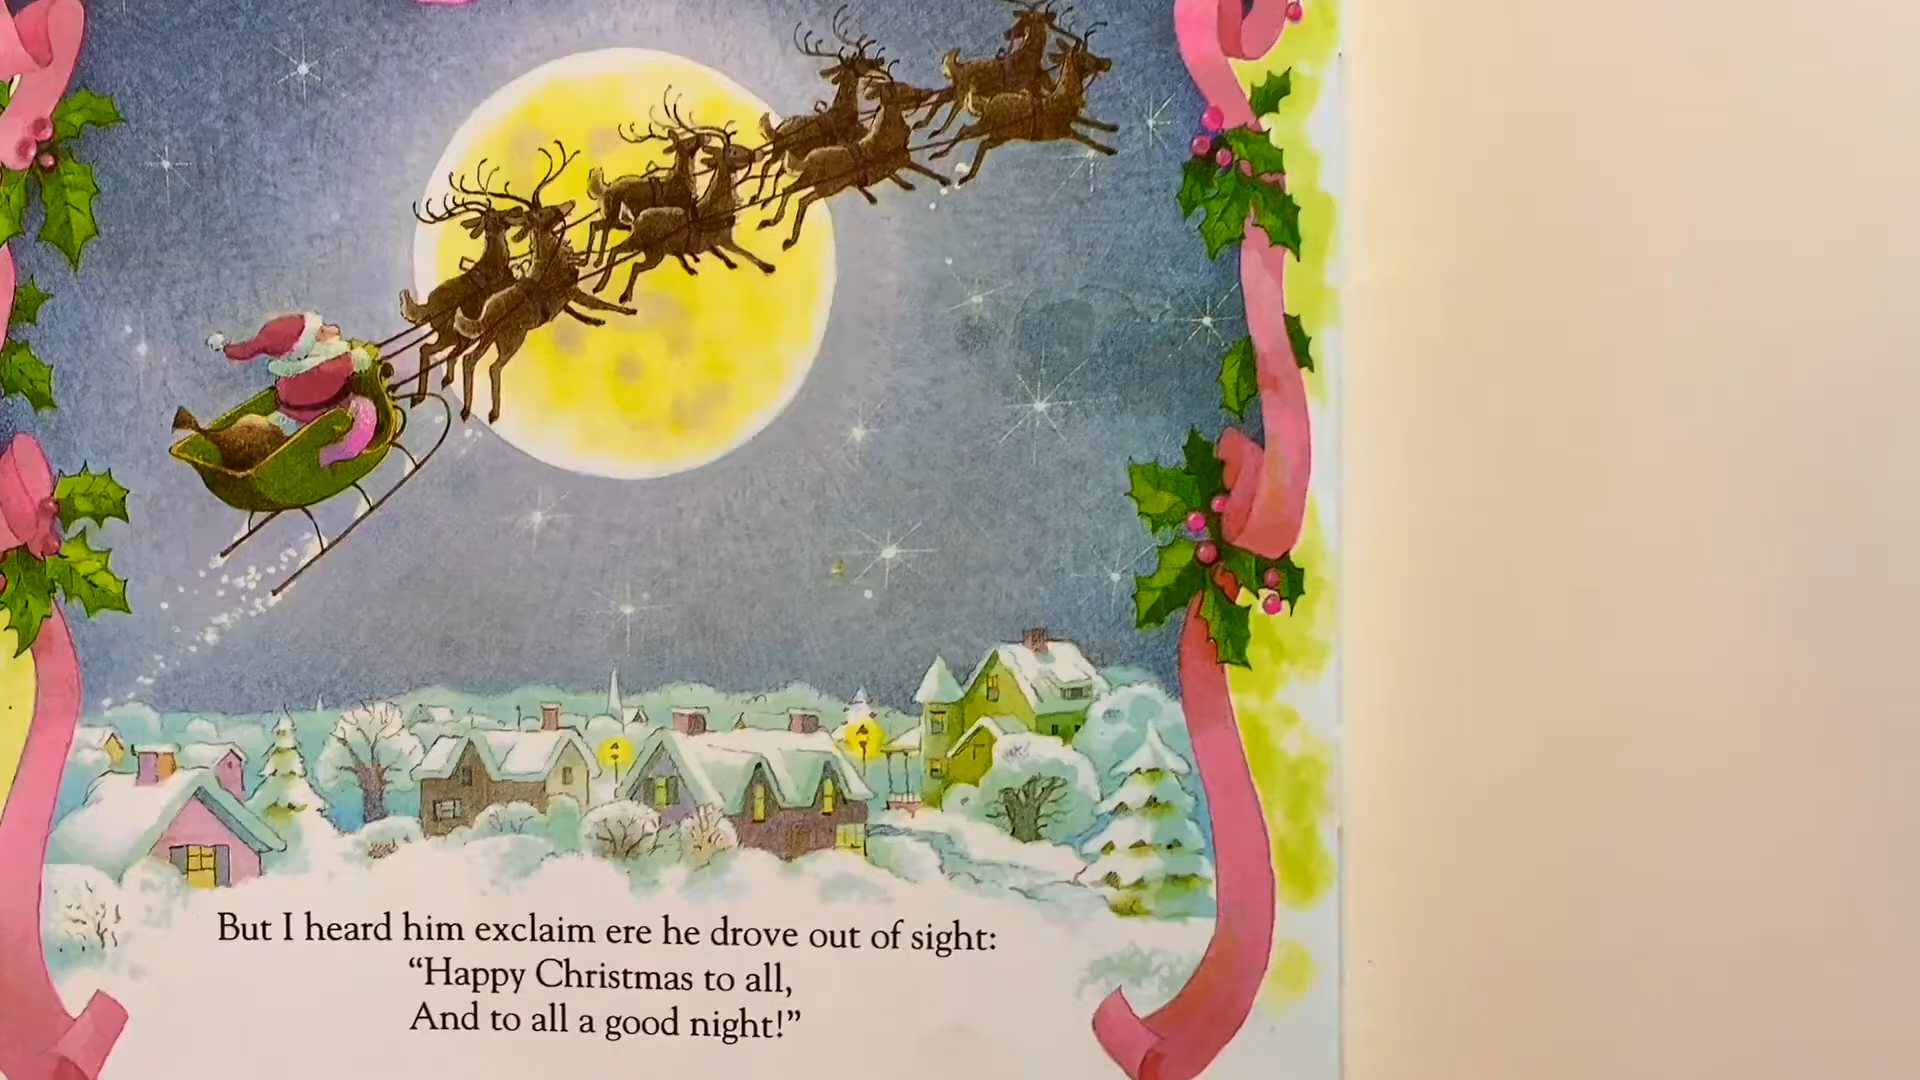 But I heard him exclaim ere he drove out of sight:
“Happy Christmas to all,
And to all a good night!”